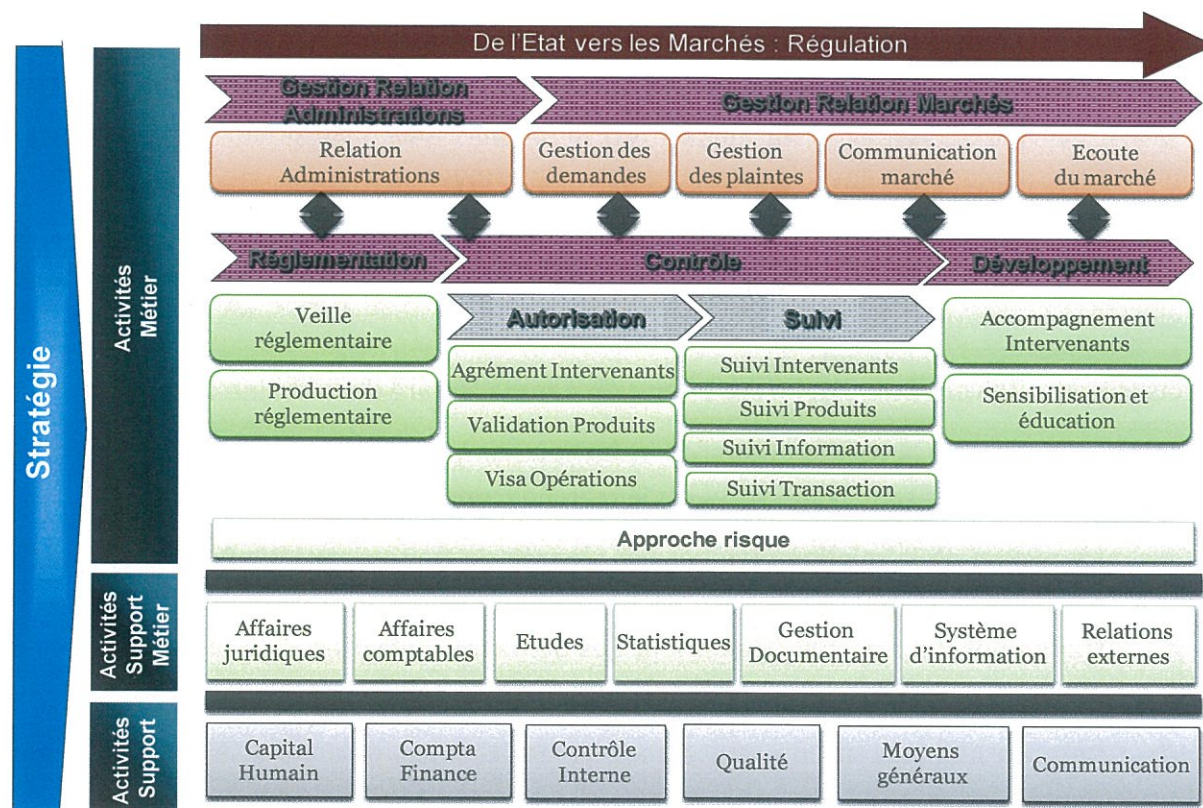 De l'Etat vers les Marchés : Régulation
Gestion Relation
Administrations
Gestion Relation Marchés
Relation
Administrations
Gestion des
demandes
Gestion
des plaintes
Communication
marché
Ecoute
du marché
Réglementation
Contrôle
Développement
Veille
réglementaire
Production
réglementaire
Autorisation
Suivi
Agrément Intervenants
Validation Produits
Visa Opérations
Suivi Intervenants
Suivi Produits
Suivi Information
Suivi Transaction
Accompagnement
Intervenants
Sensibilisation et
éducation
Approche risque
Stratégie
Activités
Métier
Activités
Support
Métier
Affaires
juridiques
Affaires
comptables
Etudes
Statistiques
Gestion
Documentaire
Système
d'information
Relations
externes
Activités
Support
Capital
Humain
Compta
Finance
Contrôle
Interne
Qualité
Moyens
généraux
Communication